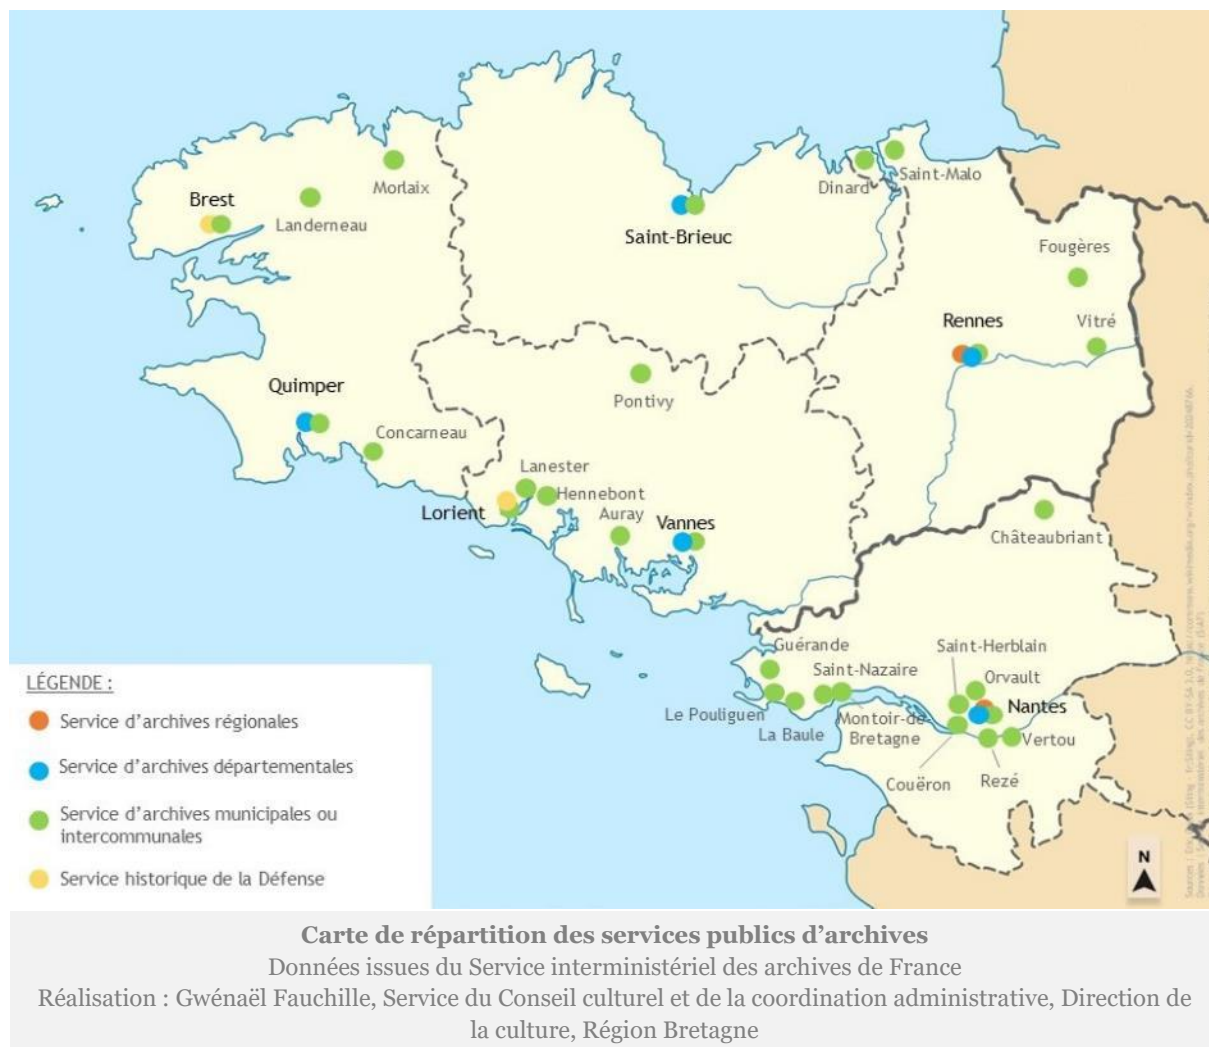 Morlaix
Dinard
Saint-Malo
Brest
Landerneau
Saint-Brieuc
Fougères
Rennes
Vitré
Quimper
Pontivy
Concarneau
Lanester
Hennebont
Lorient
Auray
Vannes
Châteaubriant
Guérande
Saint-Herblain
Saint-Nazaire
Orvault
Le Pouliguen
Montoir-de-
Bretagne
Nantes
La Baule
Vertou
Couëron
Rezé
LÉGENDE :
Service d'archives régionales
Service d'archives départementales
Service d'archives municipales ou
intercommunales
Service historique de la Défense
N
Carte de répartition des services publics d'archives
Données issues du Service interministériel des archives de France
Réalisation : Gwénaël Fauchille, Service du Conseil culturel et de la coordination administrative, Direction de
la culture, Région Bretagne